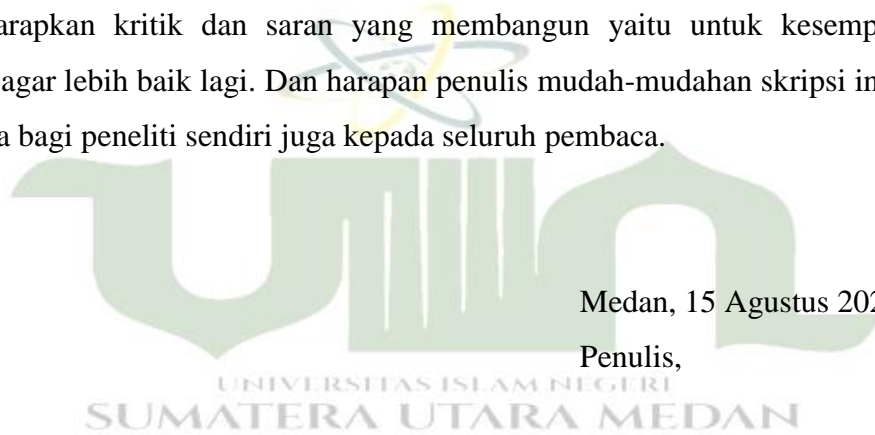 arapkan kritik dan saran yang membangun yaitu untuk kesemp
agar lebih baik lagi. Dan harapan penulis mudah-mudahan skripsi in
a bagi peneliti sendiri juga kepada seluruh pembaca.
Medan, 15 Agustus 202
Penulis,
UNIVERSITAS ISLAM NEGERI
SUMATERA UTARA MEDAN